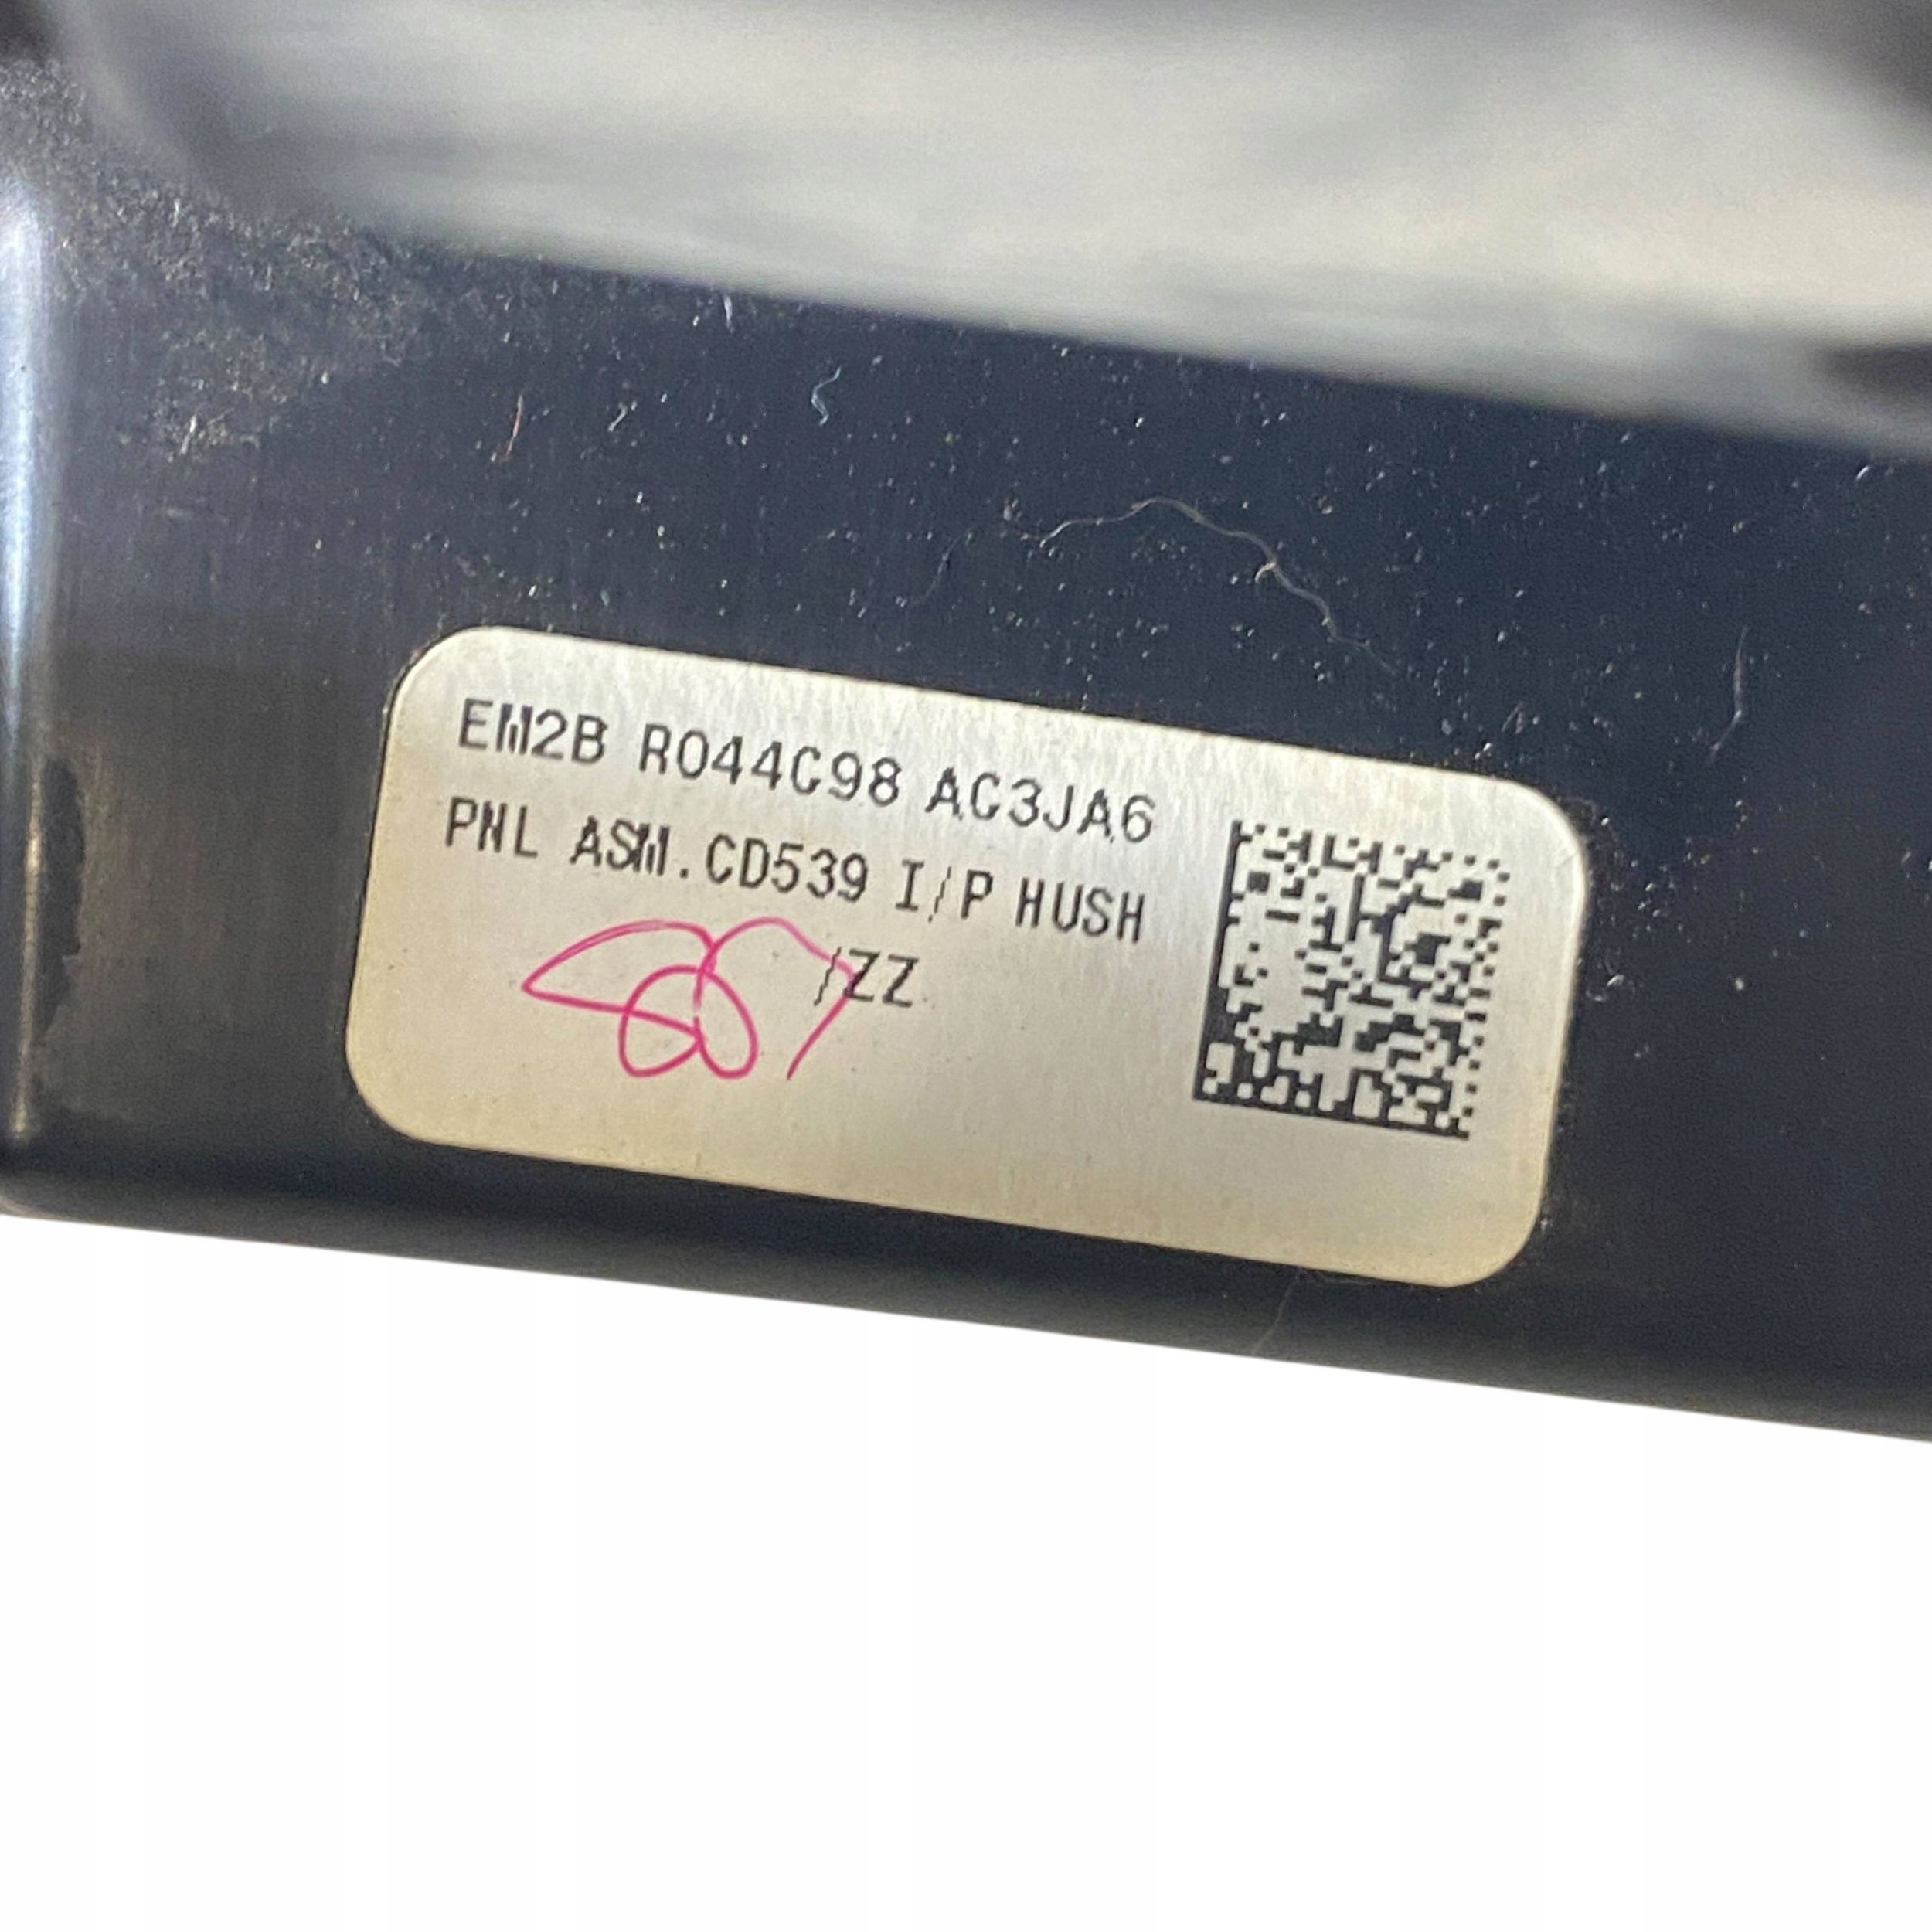 EM2B R044C98 AC3JA6
PNL ASM.CD539 I/P HUSH
/ZZ